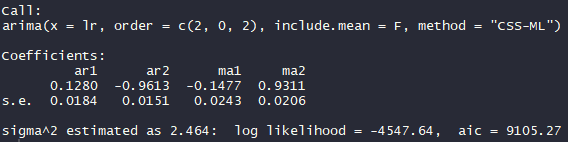 Call:
arima(x = lr, order = c(2, 0, 2), include.mean = F, method = "CSS-ML")
Coefficients:
ar1 ar2 ma1 ma2
0.1280 -0.9613 -0.1477 0.9311
s.e. 0.0184 0.0151 0.0243 0.0206
sigma^2 estimated as 2.464: log likelihood = -4547.64, aic = 9105.27